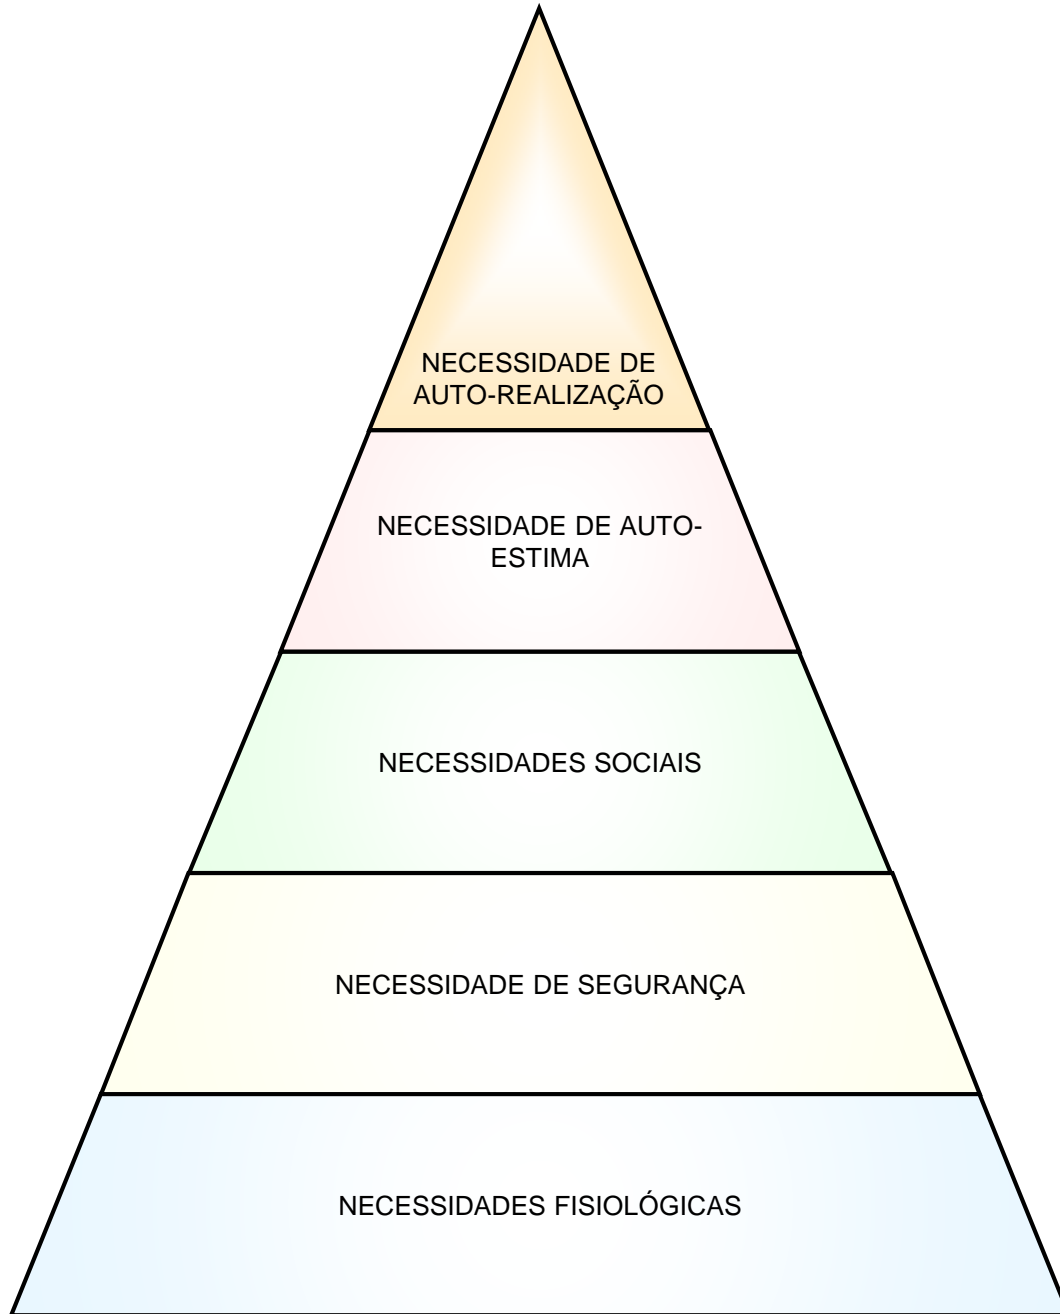 NECESSIDADE DE
AUTO-REALIZAÇÃO
NECESSIDADE DE AUTO-
ESTIMA
NECESSIDADES SOCIAIS
NECESSIDADE DE SEGURANÇA
NECESSIDADES FISIOLÓGICAS